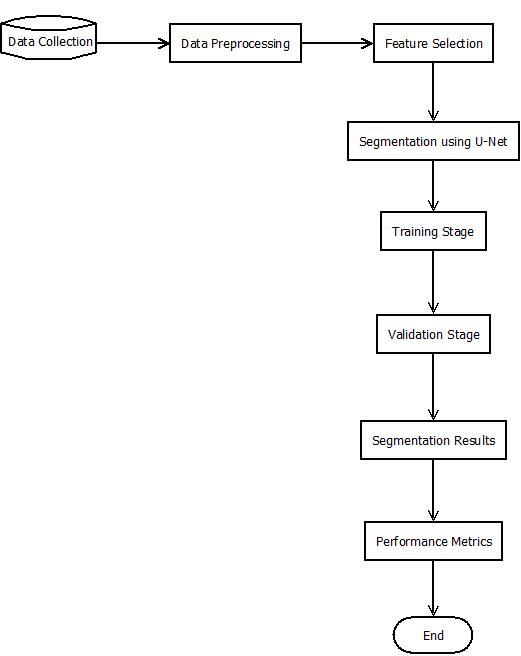 Data Collection
Data Preprocessing
Feature Selection
Segmentation using U-Net
Training Stage
Validation Stage
Segmentation Results
Performance Metrics
End